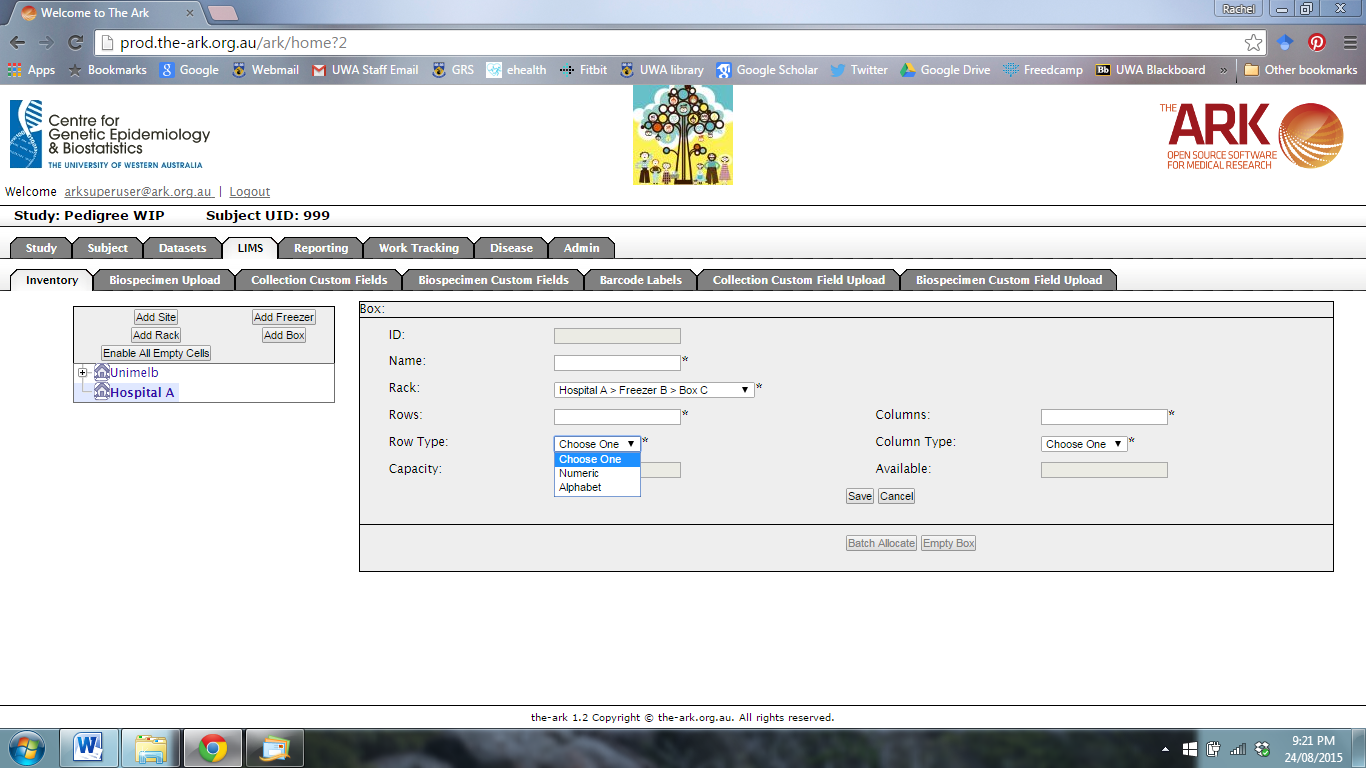 Welcome to The Ark
Rachel
prod.the-ark.org.au/ark/home?2
Apps Bookmarks Google Webmail UWA Staff Email GRS ehealth Fitbit UWA library Google Scholar Twitter Google Drive Freedcamp Bb UWA Blackboard » Other bookmarks
Centre for
Genetic Epidemiology
& Biostatistics
THE UNIVERSITY OF WESTERN AUSTRALIA
THE ARK
OPEN SOURCE SOFTWARE
FOR MEDICAL RESEARCH
Welcome arksuperuser@ark.org.au | Logout
Study: Pedigree WIP Subject UID: 999
Study Subject Datasets LIMS Reporting Work Tracking Disease Admin
Inventory Biospecimen Upload Collection Custom Fields Biospecimen Custom Fields Barcode Labels Collection Custom Field Upload Biospecimen Custom Field Upload
Add Site Add Freezer
Add Rack Add Box
Enable All Empty Cells
Unimelb
Hospital A
Box:
ID:
Name: *
Rack: Hospital A > Freezer B > Box C *
Rows: * Columns: *
Row Type: Choose One * Column Type: Choose One *
Choose One
Numeric
Alphabet
Capacity: Available:
Save Cancel
Batch Allocate Empty Box
the-ark 1.2 Copyright © the-ark.org.au. All rights reserved.
9:21 PM
24/08/2015